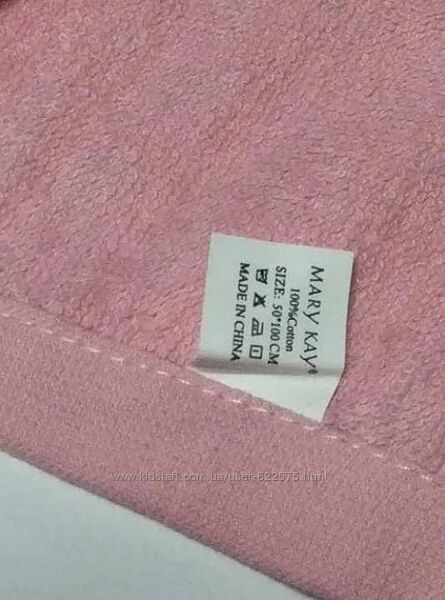 MARY KAY®
100%Cotton
SIZE: 50*100 CM
MADE IN CHINA
www.kidstaff.com.ua/user-622575.html